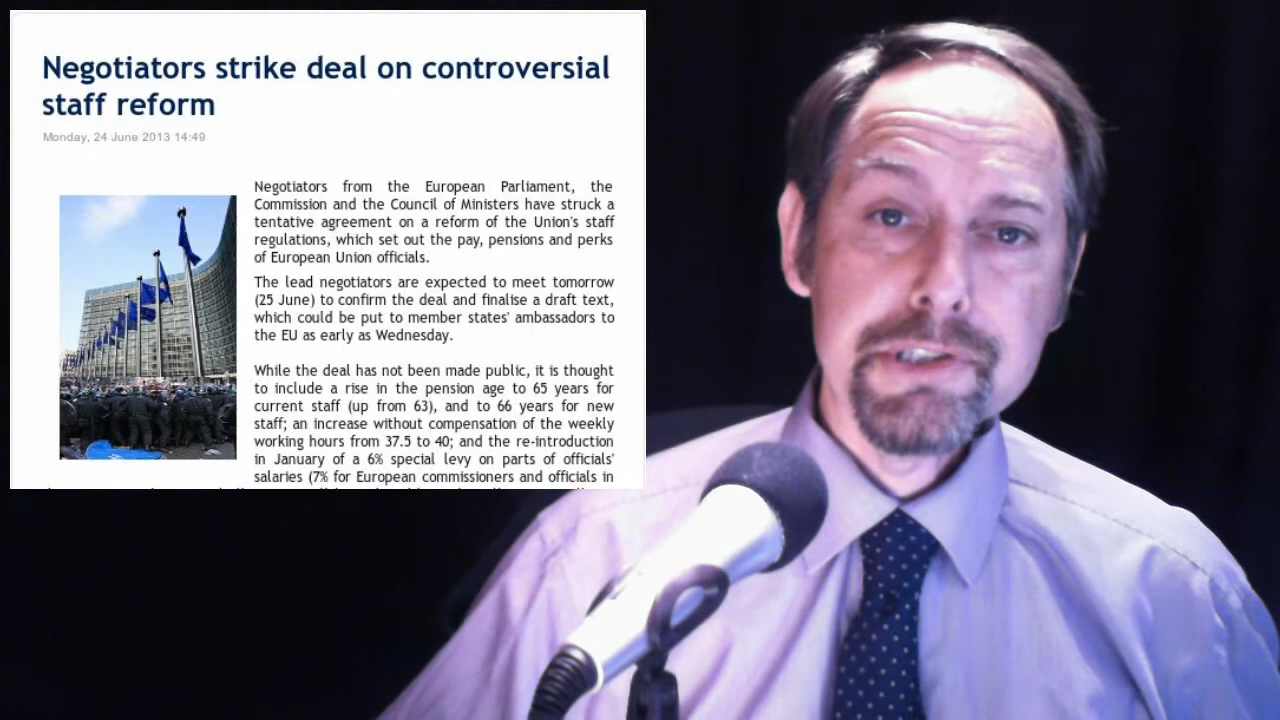 Negotiators strike deal on controversial
staff reform
Monday, 24 June 2013 14:49
Negotiators from the European Parliament, the
Commission and the Council of Ministers have struck a
tentative agreement on a reform of the Union's staff
regulations, which set out the pay, pensions and perks
of European Union officials.
The lead negotiators are expected to meet tomorrow
(25 June) to confirm the deal and finalise a draft text,
which could be put to member states' ambassadors to
the EU as early as Wednesday.
While the deal has not been made public, it is thought
to include a rise in the pension age to 65 years for
current staff (up from 63), and to 66 years for new
staff; an increase without compensation of the weekly
working hours from 37.5 to 40; and the re-introduction
in January of a 6% special levy on parts of officials'
salaries (7% for European commissioners and officials in